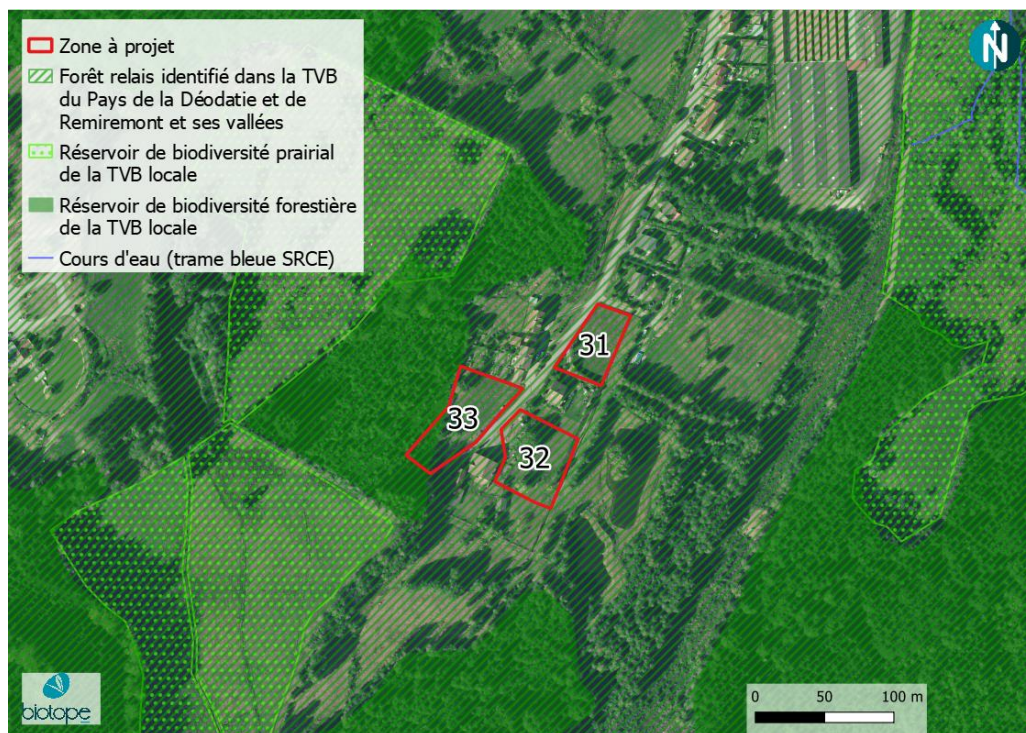 Zone à projet
Forêt relais identifié dans la TVB
du Pays de la Déodatie et de
Remiremont et ses vallées
Réservoir de biodiversité prairial
de la TVB locale
Réservoir de biodiversité forestière
de la TVB locale
Cours d'eau (trame bleue SRCE)
N
31
33
32
biotope
0 50 100 m